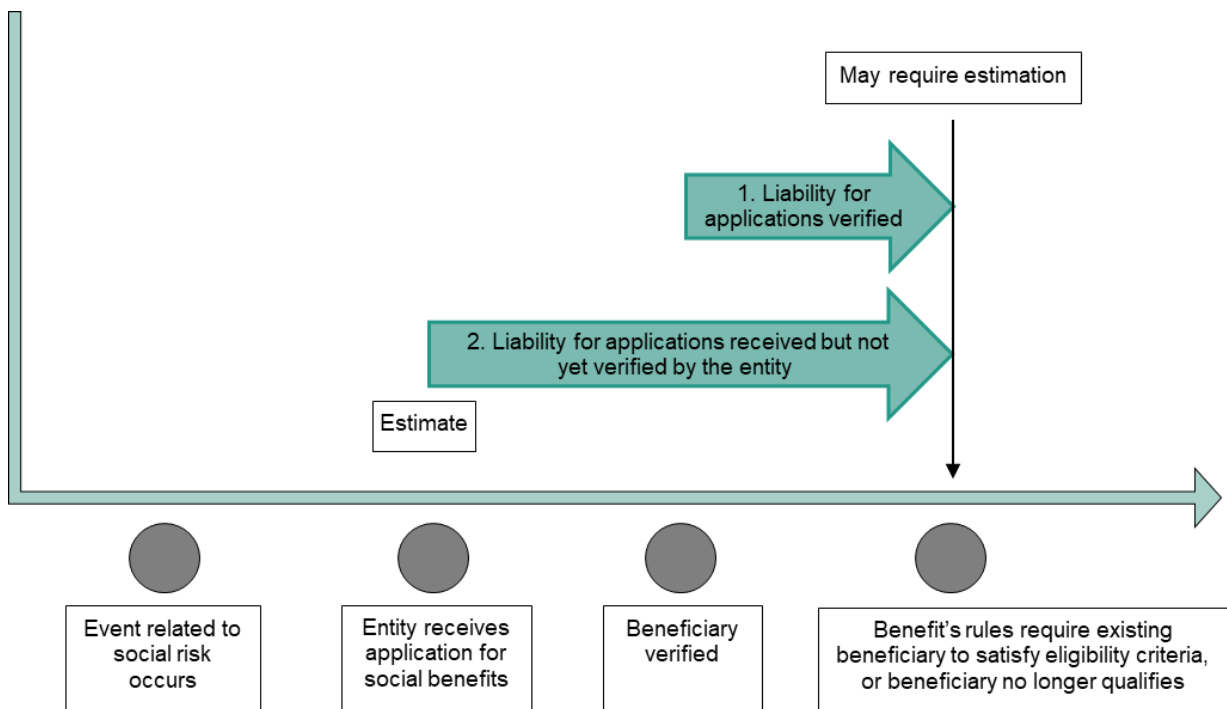 May require estimation
1. Liability for
applications verified
2. Liability for applications received but not
yet verified by the entity
Estimate
Event related to
social risk
occurs
Entity receives
application for
social benefits
Beneficiary
verified
Benefit’s rules require existing
beneficiary to satisfy eligibility criteria,
or beneficiary no longer qualifies